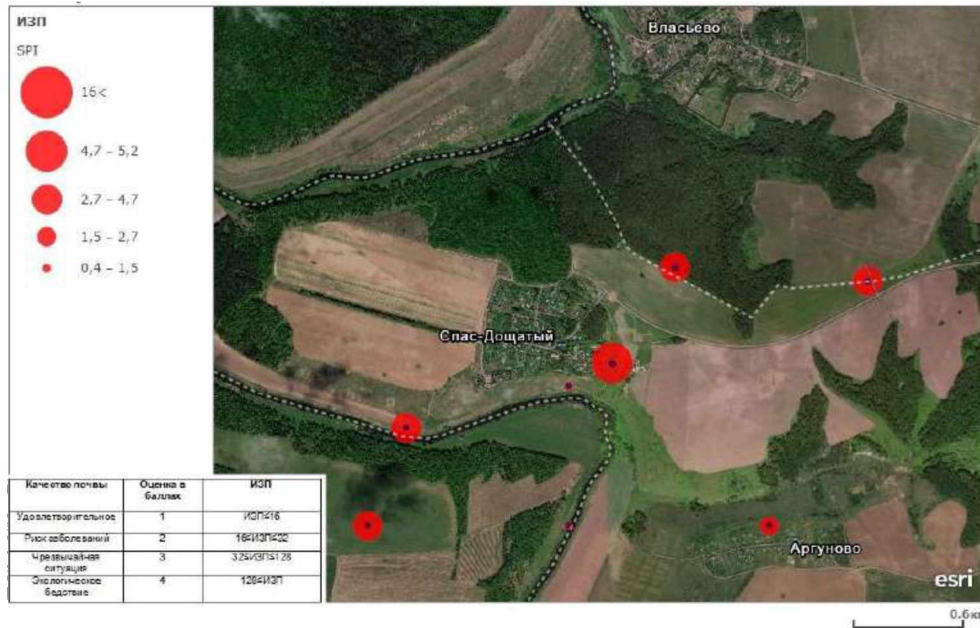 ИЗП
SPI
16<
4,7 – 5,2
2,7 – 4,7
1,5 – 2,7
0,4 – 1,5
Власьево
Спас-Дощатый
Аргуново
Качество почвы Оценка в баллах ИЗП
Удовлетворительное 1 ИЗП≤16
Риск заболеваний 2 16≤ИЗП≤32
Чрезвычайная ситуация 3 32≤ИЗП≤128
Экологическое бедствие 4 128≤ИЗП
esri
0.6км